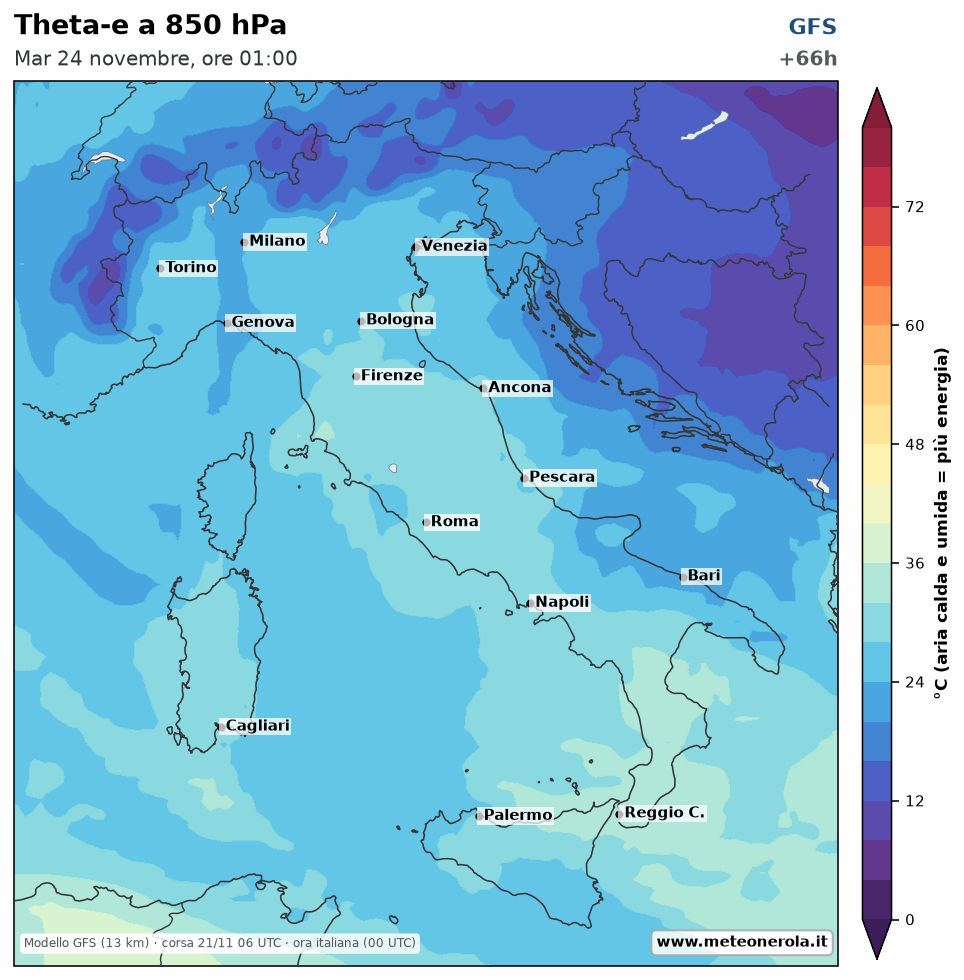 Theta-e a 850 hPa
GFS
Mar 24 novembre, ore 01:00
+66h
Milano
Venezia
Torino
Genova
Bologna
Firenze
Ancona
Pescara
Roma
Bari
Napoli
Cagliari
Palermo
Reggio C.
72
60
48
36
24
12
0
°C (aria calda e umida = più energia)
Modello GFS (13 km) · corsa 21/11 06 UTC · ora italiana (00 UTC)
www.meteonerola.it